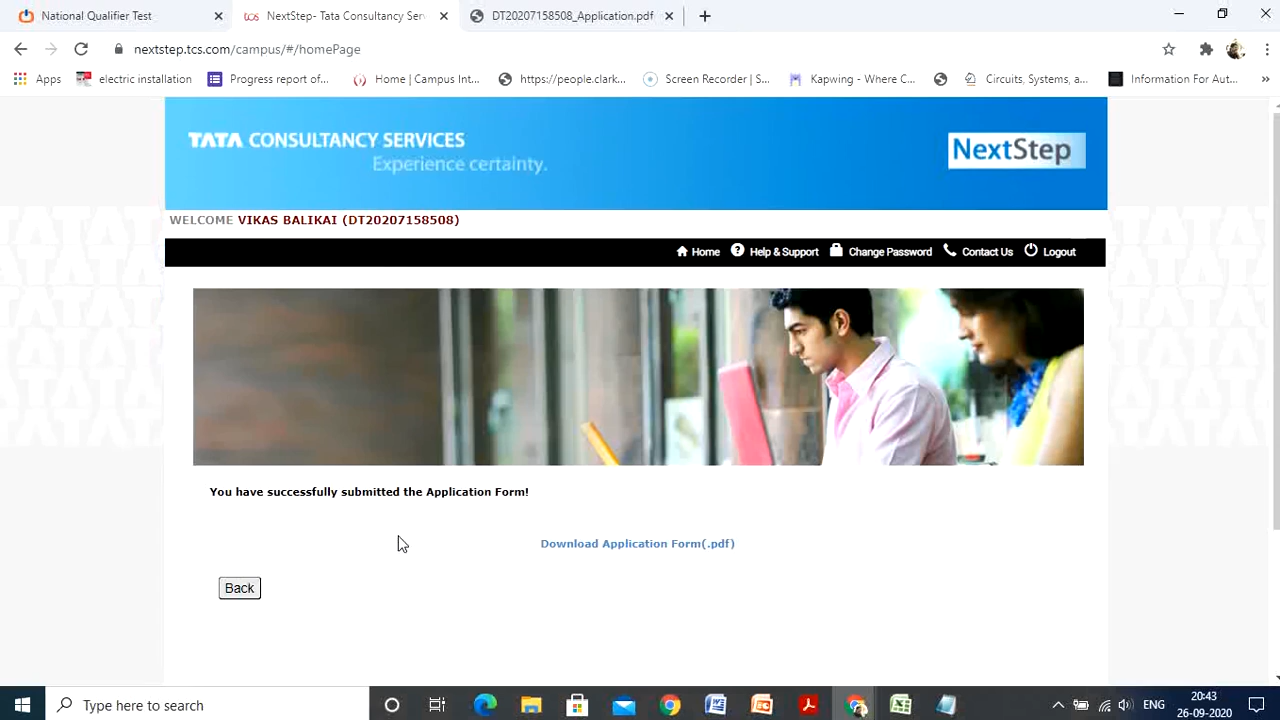 National Qualifier Test
tcs NextStep- Tata Consultancy Ser
DT20207158508_Application.pdf
nextstep.tcs.com/campus/#/homePage
Apps
electric installation
Progress report of...
Home | Campus Int...
https://people.clark...
Screen Recorder | S...
Kapwing - Where C...
Circuits, Systems, a...
Information For Aut...
TATA CONSULTANCY SERVICES
Experience certainty.
NextStep
WELCOME VIKAS BALIKAI (DT20207158508)
Home
Help & Support
Change Password
Contact Us
Logout
You have successfully submitted the Application Form!
Download Application Form(.pdf)
Back
Type here to search
ENG
20:43
26-09-2020